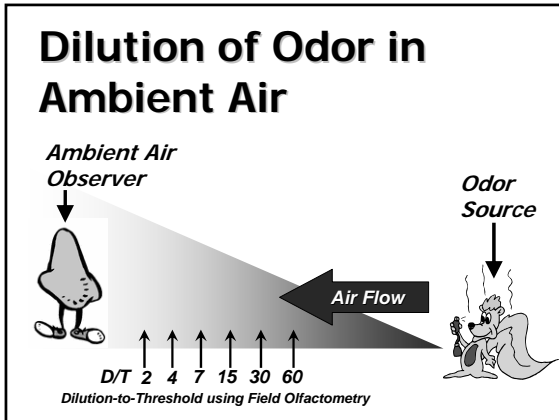 Dilution of Odor in
Ambient Air
Ambient Air
Observer
Odor
Source
Air Flow
D/T 2 4 7 15 30 60
Dilution-to-Threshold using Field Olfactometry